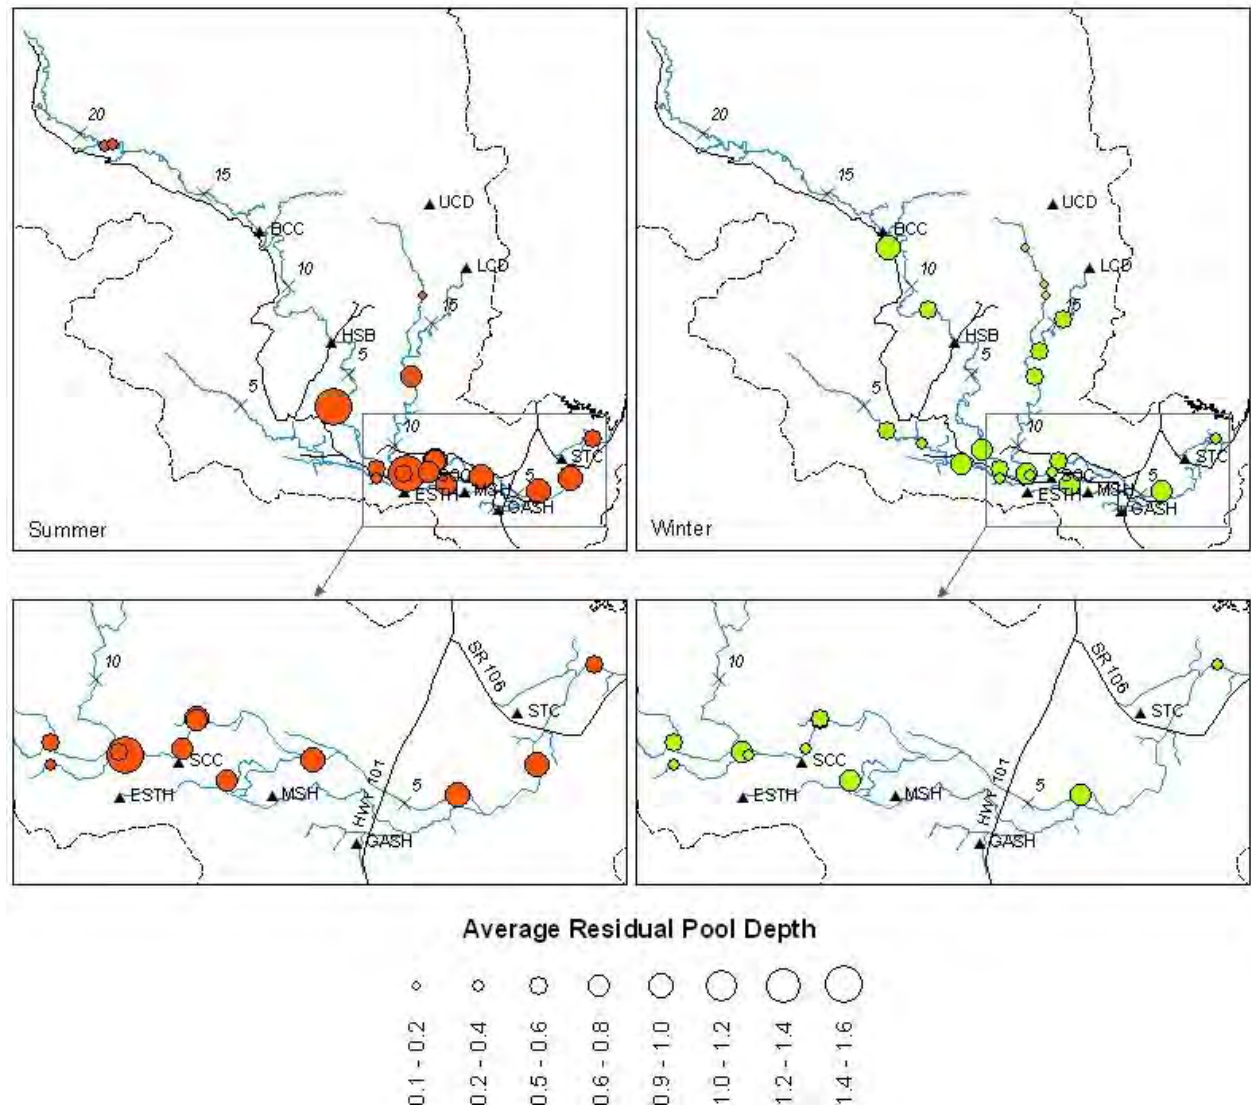 20
15
UCD
BCC
10
LCD
15
HSB
5
5
10
STC
SCC
5
ESTH
MSH
GASH
Summer
20
15
UCD
BCC
10
LCD
15
HSB
5
5
10
STC
SCC
5
ESTH
MSH
GASH
Winter
10
SR 106
STC
SCC
HWY 101
5
ESTH
MSH
GASH
10
SR 106
STC
SCC
HWY 101
5
ESTH
MSH
GASH
Average Residual Pool Depth
0.1 - 0.2
0.2 - 0.4
0.5 - 0.6
0.6 - 0.8
0.9 - 1.0
1.0 - 1.2
1.2 - 1.4
1.4 - 1.6